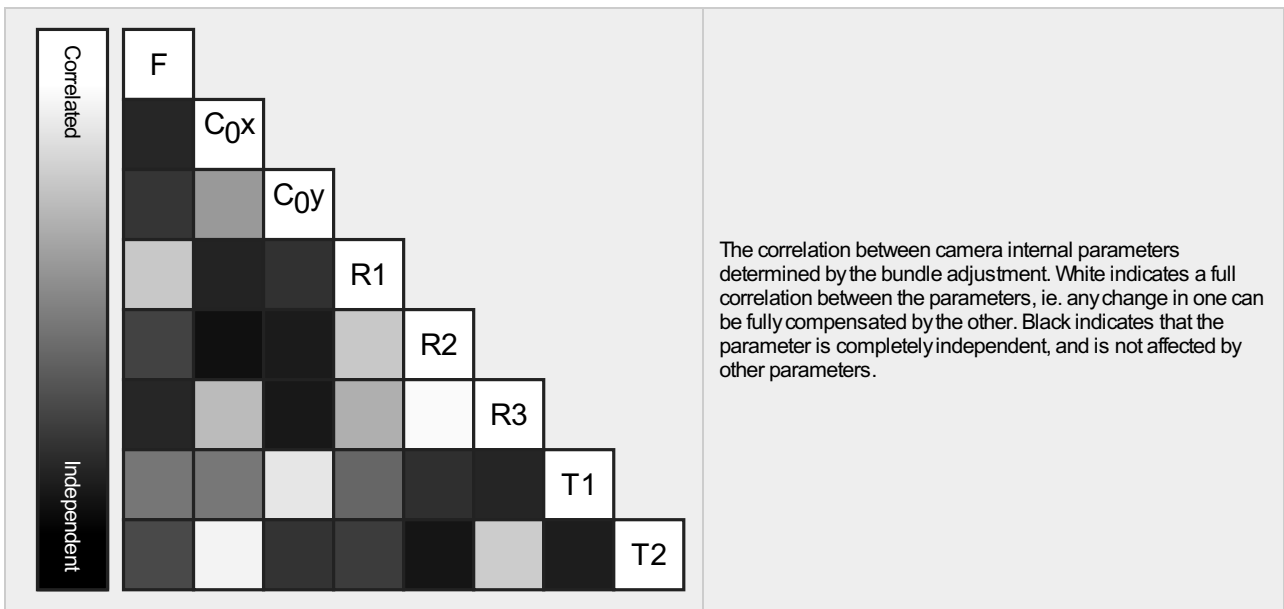 Correlated
Independent
F
C0x
C0y
R1
R2
R3
T1
T2
The correlation between camera internal parameters
determined by the bundle adjustment. White indicates a full
correlation between the parameters, ie. any change in one can
be fully compensated by the other. Black indicates that the
parameter is completely independent, and is not affected by
other parameters.